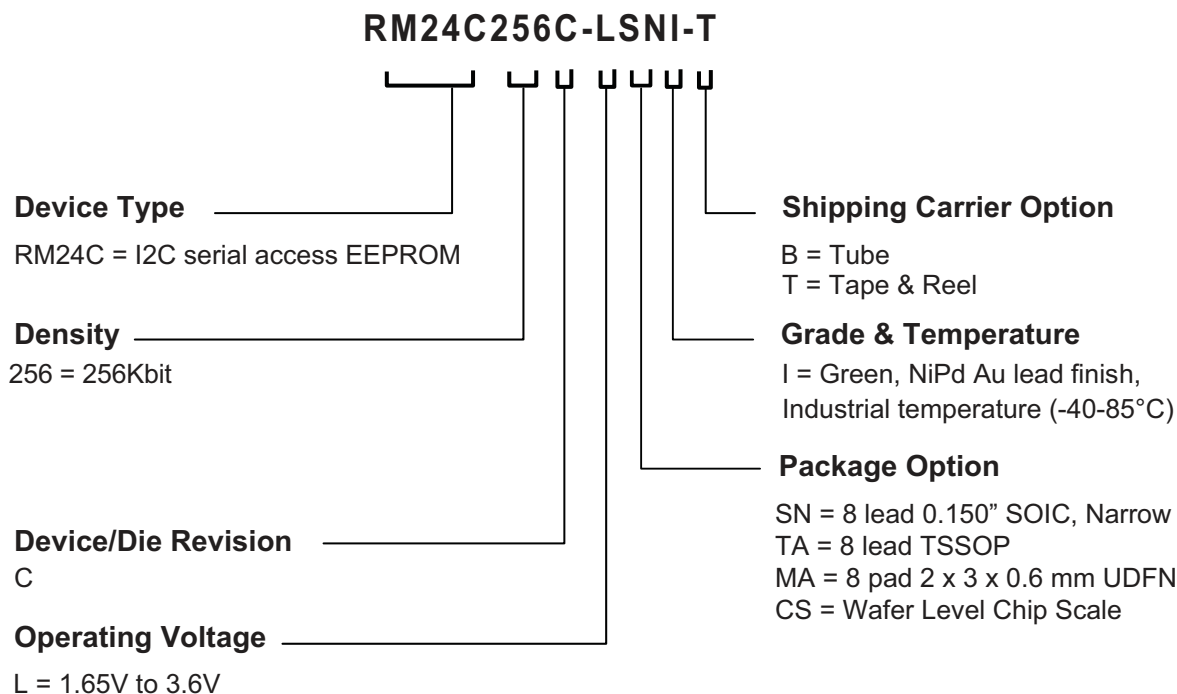 RM24C256C-LSNI-T
Device Type
RM24C = I2C serial access EEPROM
Density
256 = 256Kbit
Device/Die Revision
C
Operating Voltage
L = 1.65V to 3.6V
Shipping Carrier Option
B = Tube
T = Tape & Reel
Grade & Temperature
I = Green, NiPd Au lead finish,
Industrial temperature (-40-85°C)
Package Option
SN = 8 lead 0.150” SOIC, Narrow
TA = 8 lead TSSOP
MA = 8 pad 2 x 3 x 0.6 mm UDFN
CS = Wafer Level Chip Scale